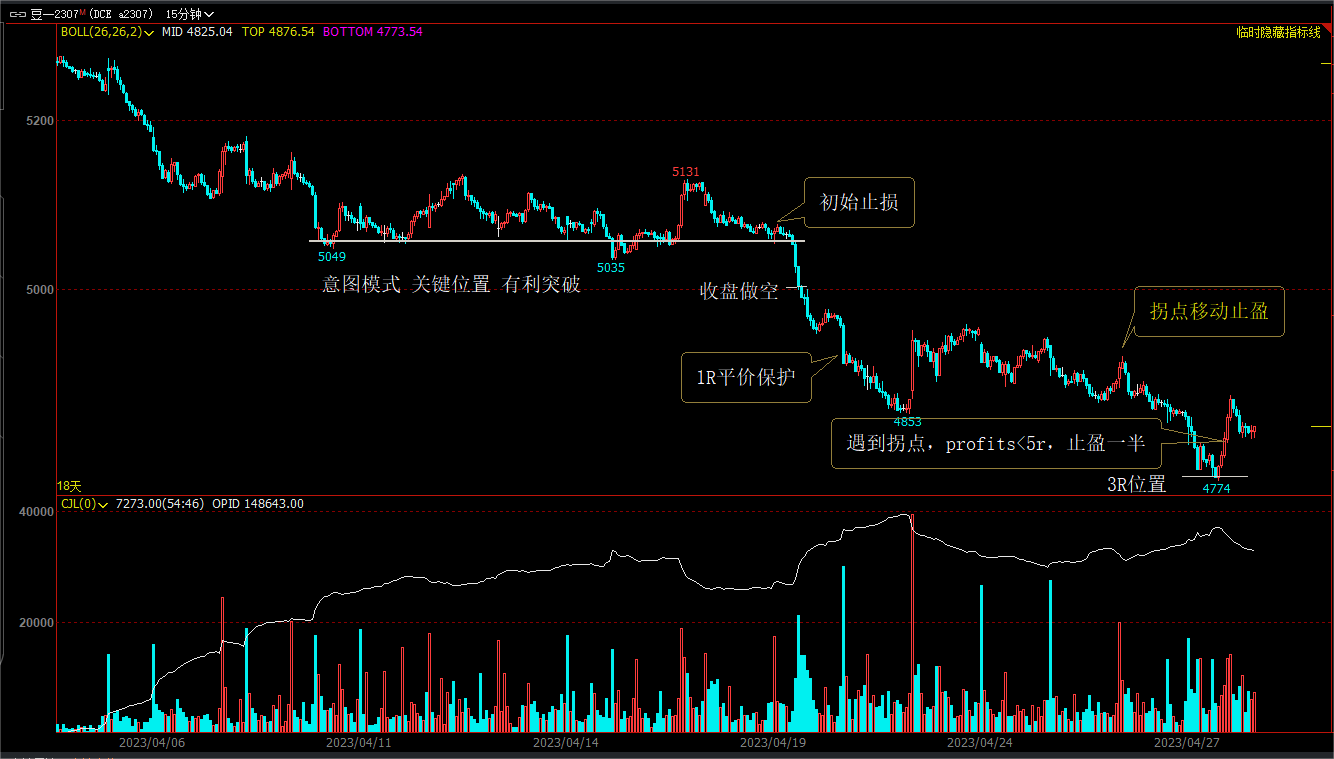 豆一2307M (DCE a2307) 15分钟
BOLL(26,26,2) MID 4825.04 TOP 4876.54 BOTTOM 4773.54
临时隐藏指标线
5200
5131
初始止损
5049
5035
意图模式 关键位置 有利突破
5000
收盘做空
拐点移动止盈
1R平价保护
4853
遇到拐点，profits<5r，止盈一半
3R位置
4774
18天
CJL(0) 7273.00(54:46) OPID 148643.00
40000
20000
2023/04/06 2023/04/11 2023/04/14 2023/04/19 2023/04/24 2023/04/27